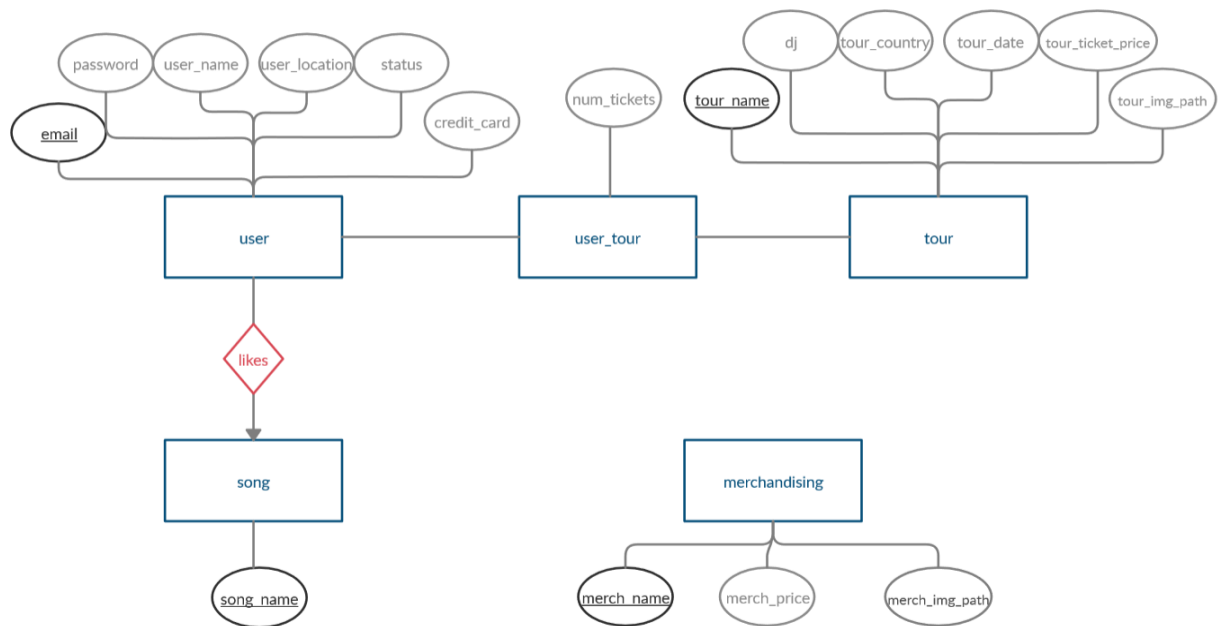 dj
tour_country
tour_date
tour_ticket_price
password
user_name
user_location
status
num_tickets
tour_name
tour_img_path
credit_card
email
user
user_tour
tour
likes
song
merchandising
song_name
merch_name
merch_price
merch_img_path